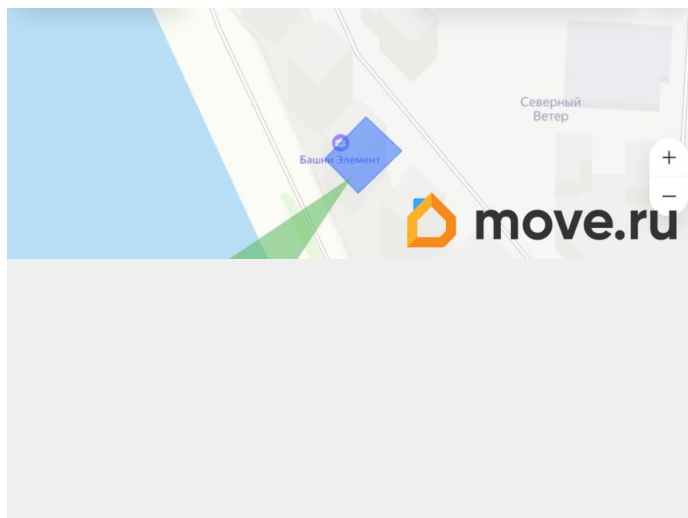 Северный
Ветер
Башни Элемент
+
−
move.ru